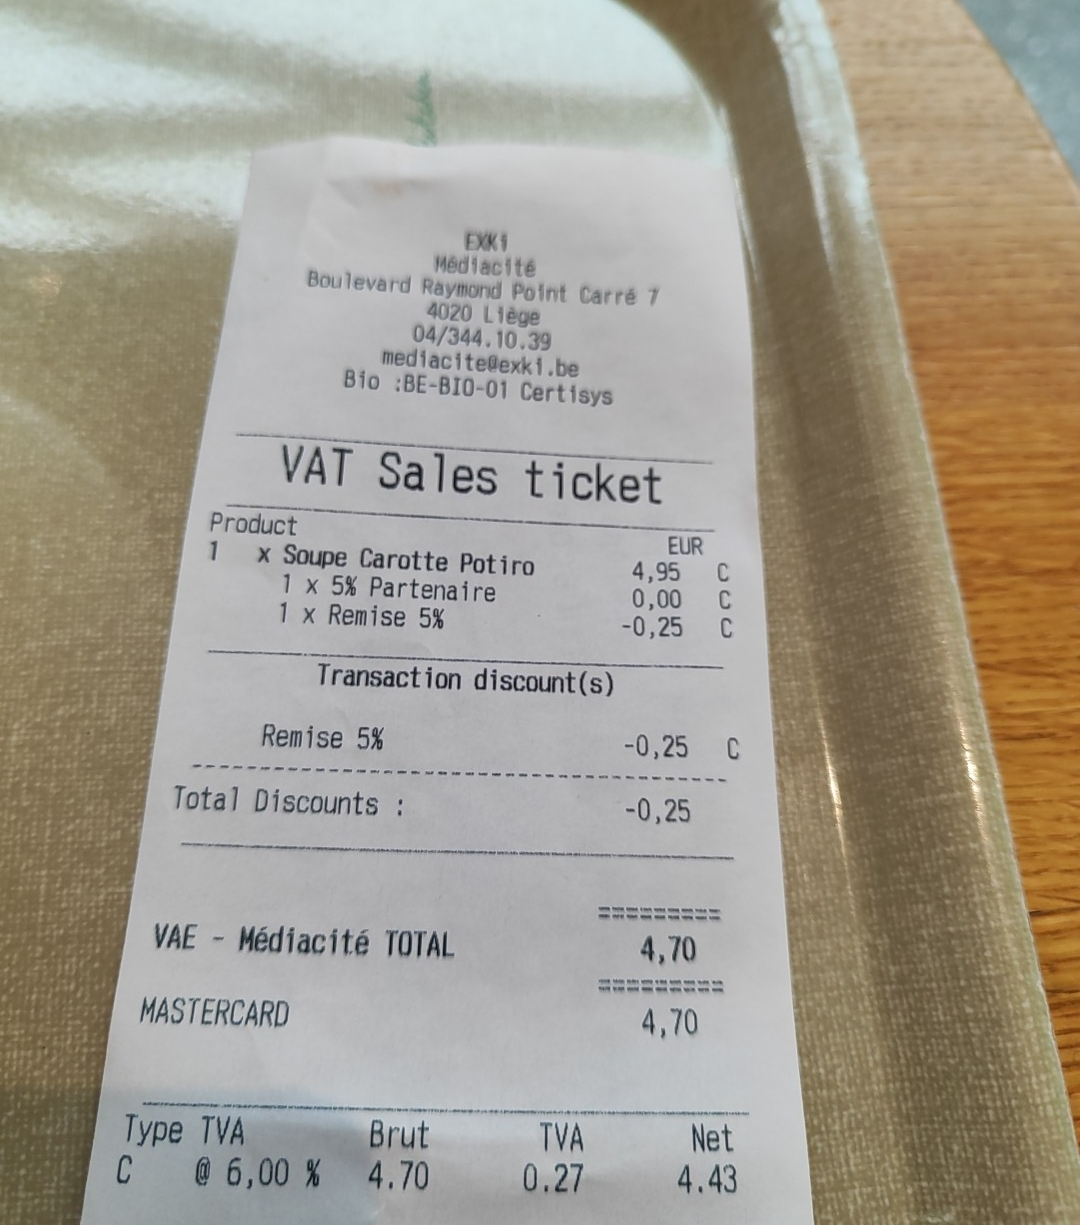 EXKi
Médiacité
Boulevard Raymond Point Carré 7
4020 Liège
04/344.10.39
mediacite@exki.be
Bio :BE-BIO-01 Certisys
VAT Sales ticket
Product EUR
1 x Soupe Carotte Potiro 4,95 C
1 x 5% Partenaire 0,00 C
1 x Remise 5% -0,25 C
Transaction discount(s)
Remise 5% -0,25 C
Total Discounts : -0,25
=========
VAE - Médiacité TOTAL 4,70
=========
MASTERCARD 4,70
Type TVA Brut TVA Net
C @ 6,00 % 4.70 0.27 4.43